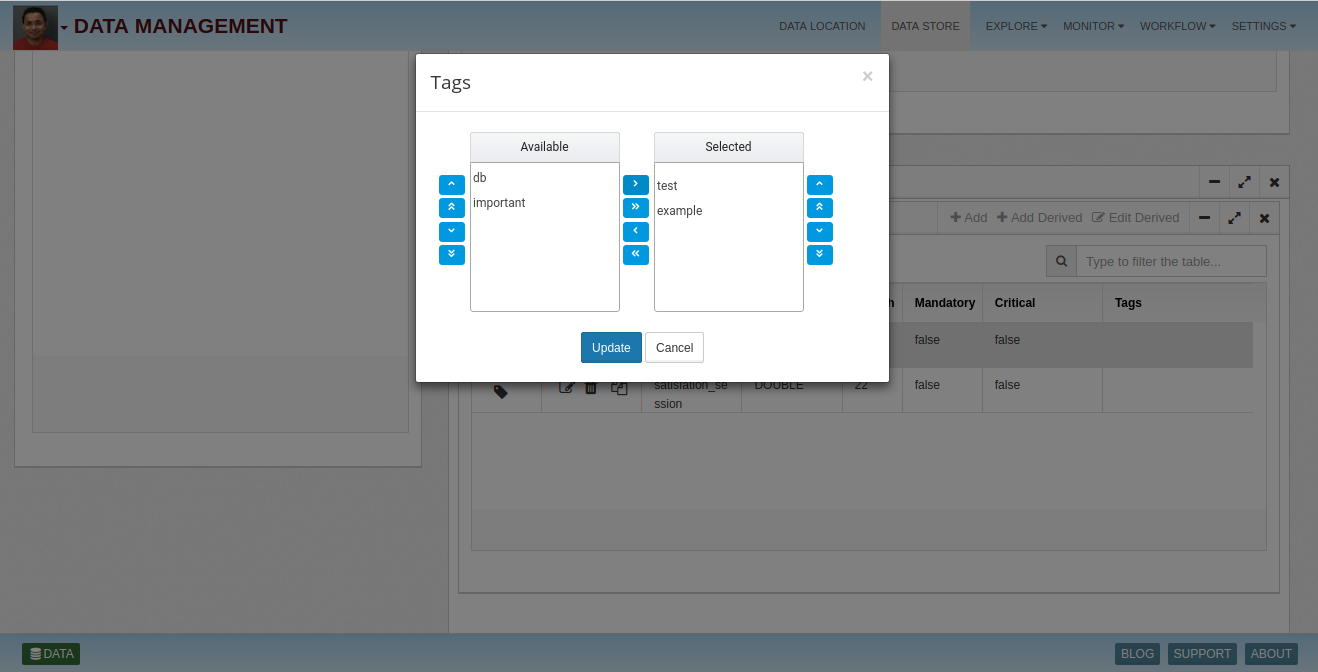 DATA MANAGEMENT
DATA LOCATION
DATA STORE
EXPLORE
MONITOR
WORKFLOW
SETTINGS
Tags
×
Available
Selected
db
important
test
example
Update
Cancel
Add
Add Derived
Edit Derived
Type to filter the table...
h
Mandatory
Critical
Tags
false
false
satisfation_se
ssion
DOUBLE
22
false
false
DATA
BLOG
SUPPORT
ABOUT